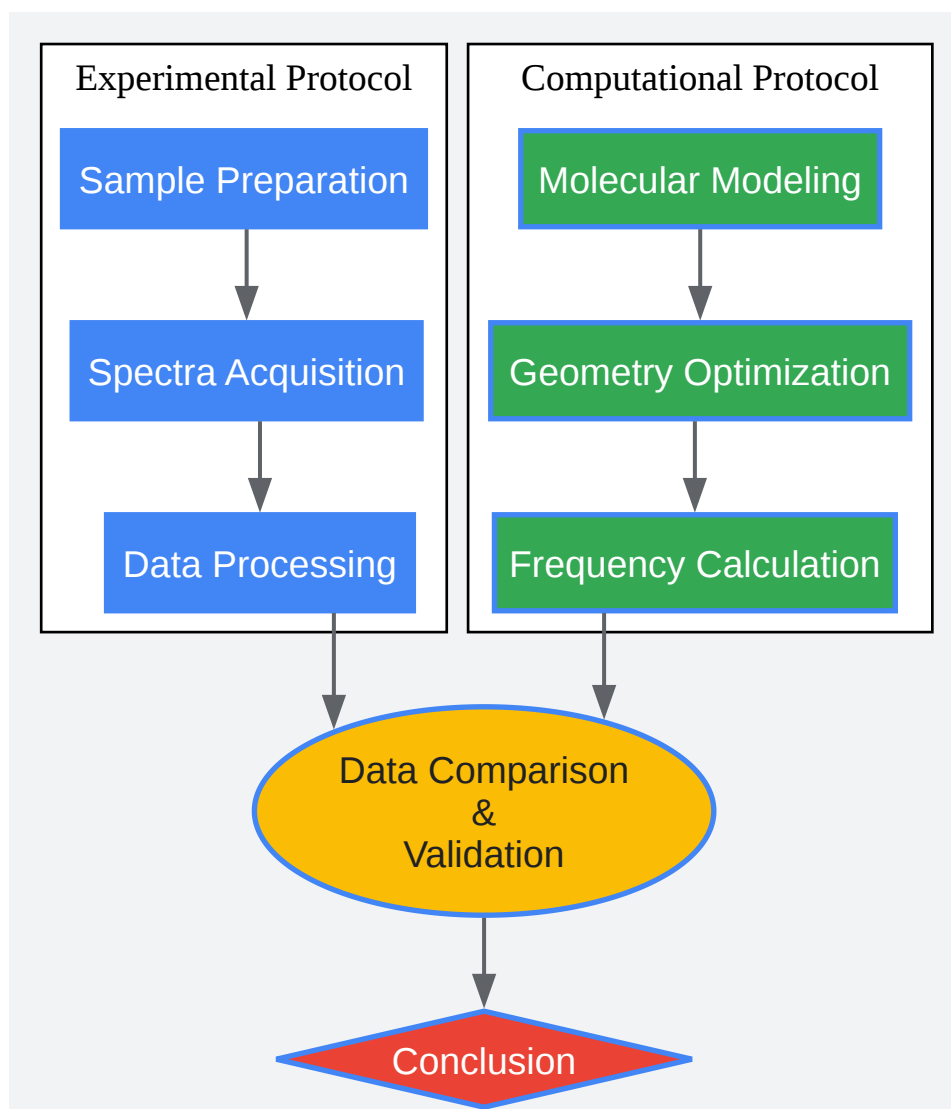 Experimental Protocol
Sample Preparation
Spectra Acquisition
Data Processing
Computational Protocol
Molecular Modeling
Geometry Optimization
Frequency Calculation
Data Comparison
&
Validation
Conclusion